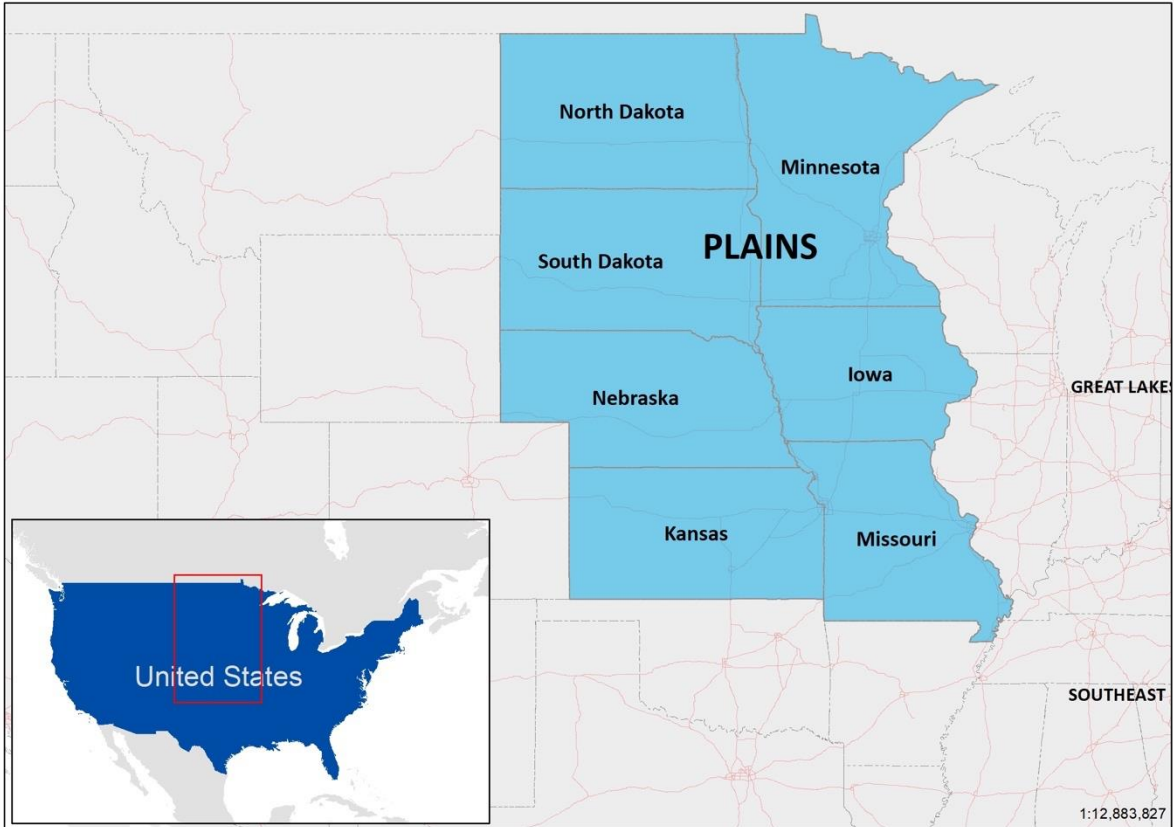 North Dakota
Minnesota
PLAINS
South Dakota
Iowa
GREAT LAKES
Nebraska
Kansas
Missouri
United States
SOUTHEAST
1:12,883,827